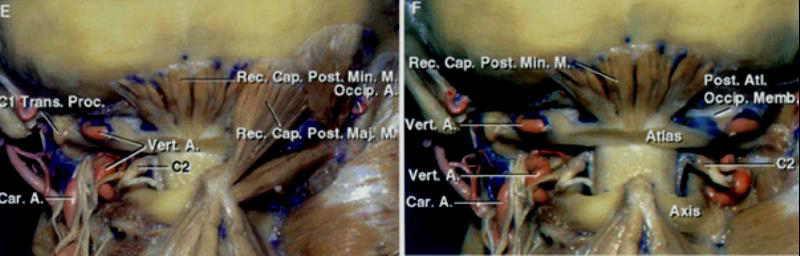 E
Rec. Cap. Post. Min. M.
Occip. A.
C1 Trans. Proc.
Rec. Cap. Post. Maj. M.
Vert. A.
C2
Car. A.
F
Rec. Cap. Post. Min. M.
Post. Atl.
Occip. Memb.
Vert. A.
Atlas
C2
Vert. A.
Car. A.
Axis